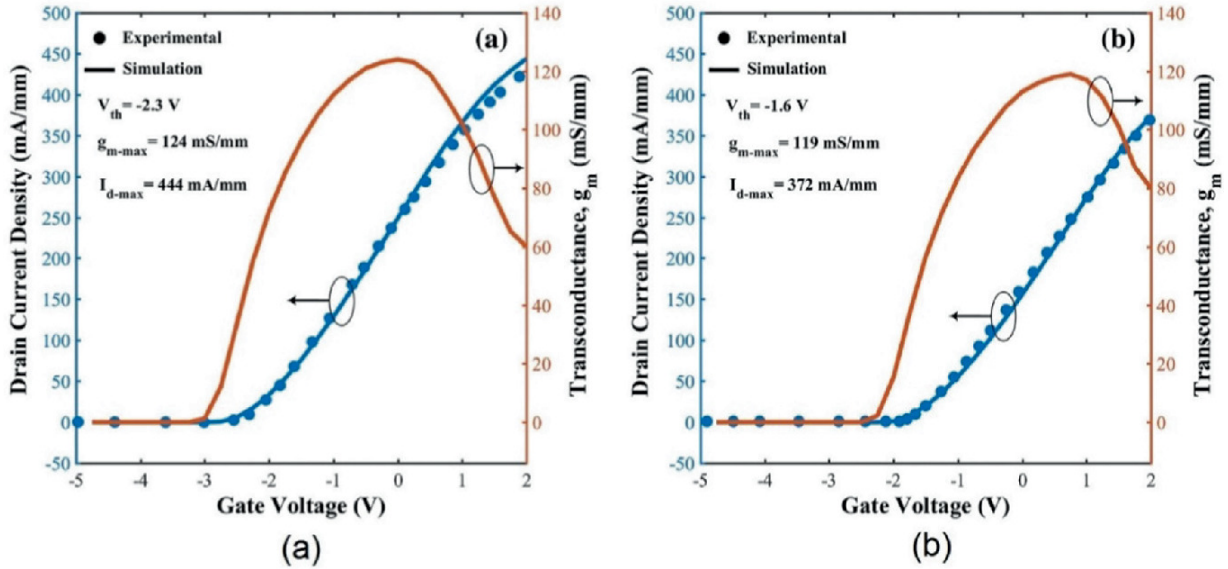 500
450
400
350
300
250
200
150
100
50
0
-50
Drain Current Density (mA/mm)
Experimental
Simulation
V_th = -2.3 V
g_m-max = 124 mS/mm
I_d-max = 444 mA/mm
(a)
140
120
100
80
60
40
20
0
Transconductance, g_m (mS/mm)
-5 -4 -3 -2 -1 0 1 2
Gate Voltage (V)
(a)
500
450
400
350
300
250
200
150
100
50
0
-50
Drain Current Density (mA/mm)
Experimental
Simulation
V_th = -1.6 V
g_m-max = 119 mS/mm
I_d-max = 372 mA/mm
(b)
140
120
100
80
60
40
20
0
Transconductance, g_m (mS/mm)
-5 -4 -3 -2 -1 0 1 2
Gate Voltage (V)
(b)